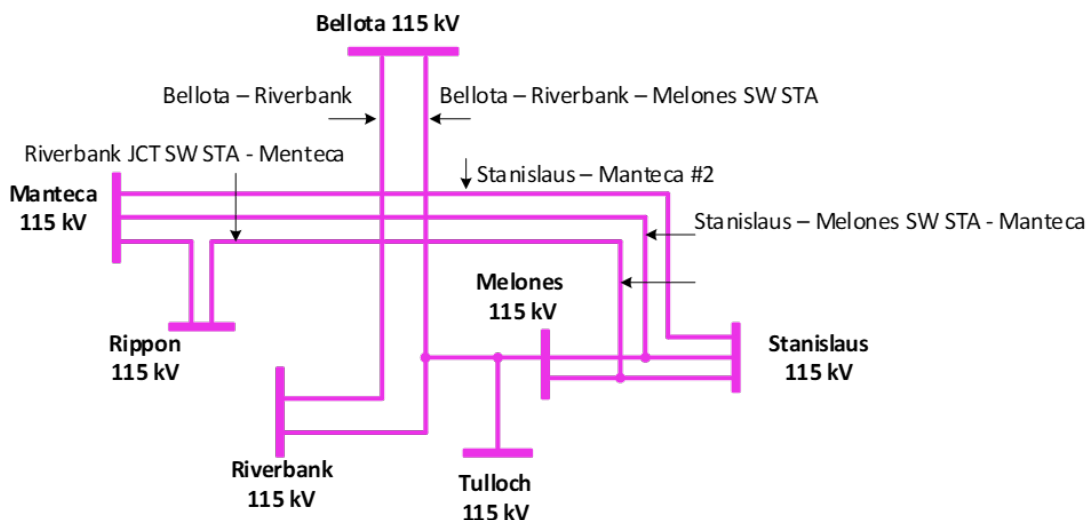 Bellota 115 kV
Bellota – Riverbank
Bellota – Riverbank – Melones SW STA
Riverbank JCT SW STA - Menteca
Stanislaus – Manteca #2
Manteca
115 kV
Stanislaus – Melones SW STA - Manteca
Melones
115 kV
Rippon
115 kV
Stanislaus
115 kV
Riverbank
115 kV
Tulloch
115 kV